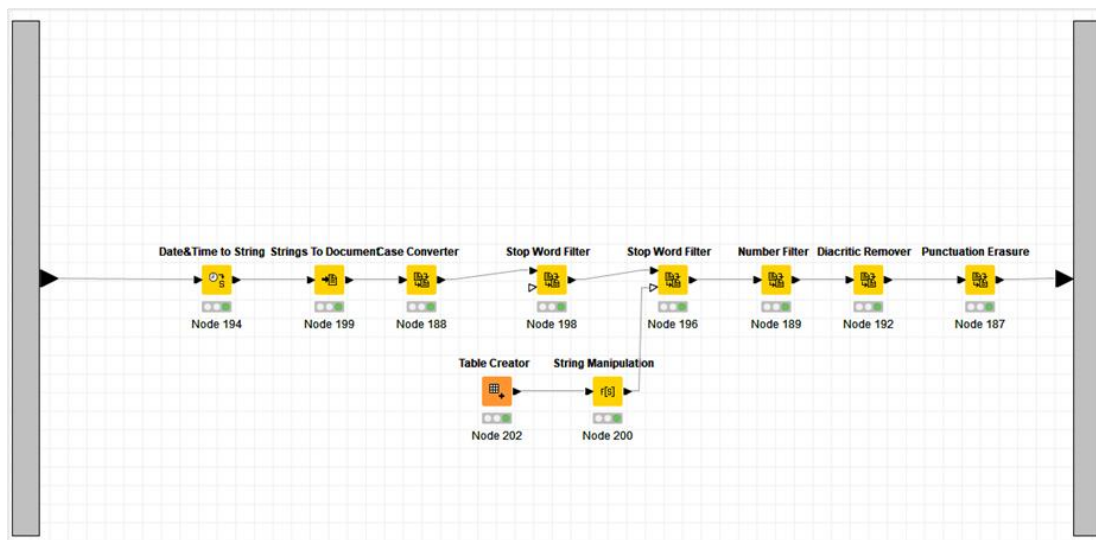 Date&Time to String Strings To Document Case Converter Stop Word Filter Stop Word Filter Number Filter Diacritic Remover Punctuation Erasure
S
Node 194 Node 199 Node 188 Node 198 Node 196 Node 189 Node 192 Node 187
Table Creator String Manipulation
r[s]
Node 202 Node 200